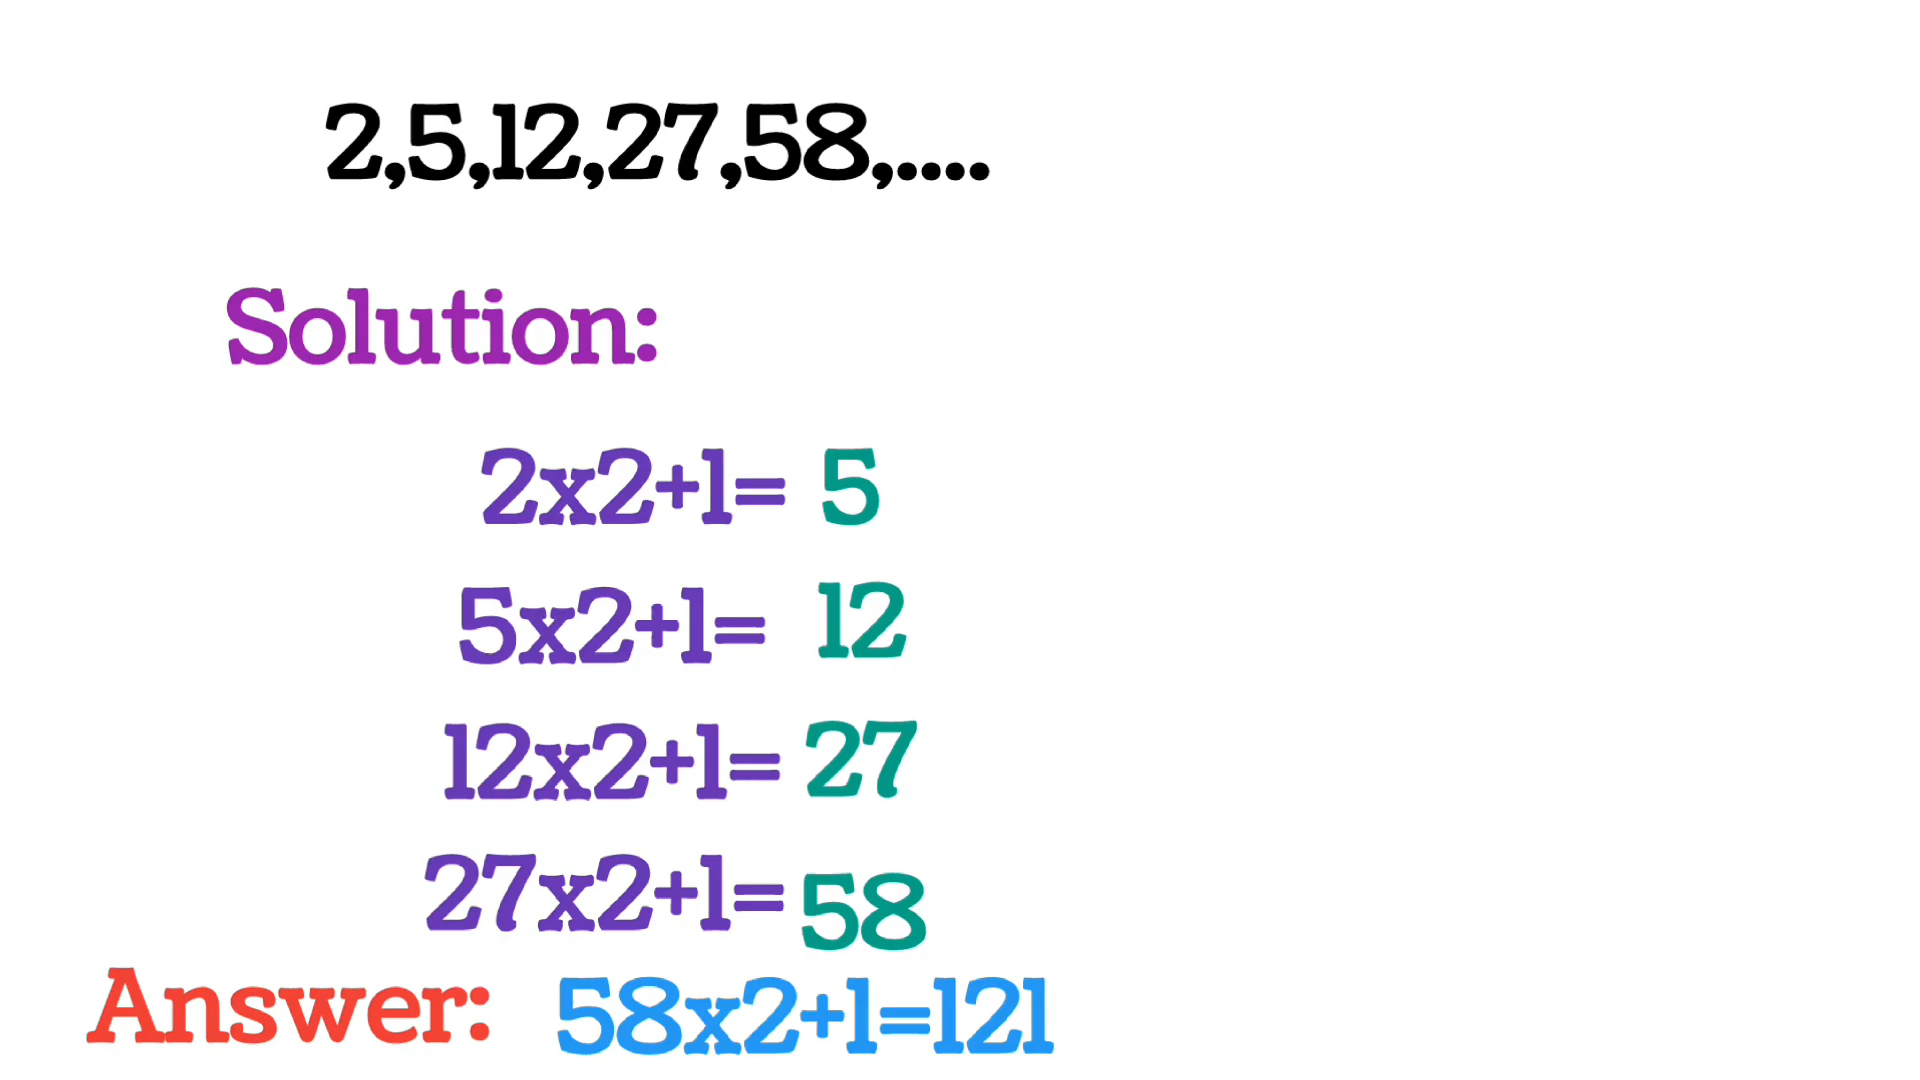 2,5,12,27,58,....
Solution:
2x2+1= 5
5x2+1= 12
12x2+1= 27
27x2+1= 58
Answer: 58x2+1=121